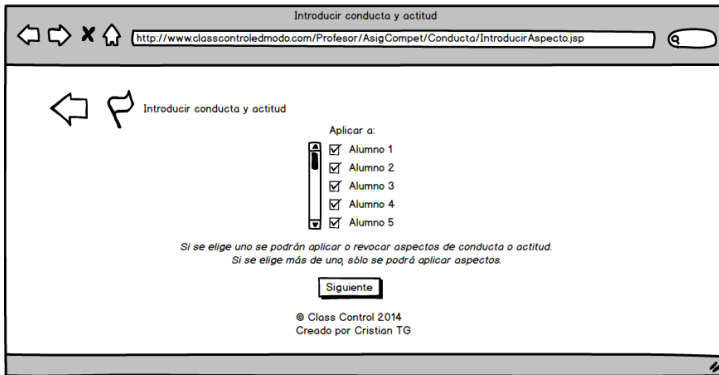 Introducir conducta y actitud
http://www.classcontroledmodo.com/Profesor/AsigCompet/Conducta/IntroducirAspecto.jsp
Introducir conducta y actitud
Aplicar a:
Alumno 1
Alumno 2
Alumno 3
Alumno 4
Alumno 5
Si se elige uno se podrán aplicar o revocar aspectos de conducta o actitud.
Si se elige más de uno, sólo se podrá aplicar aspectos.
Siguiente
© Class Control 2014
Creado por Cristian TG